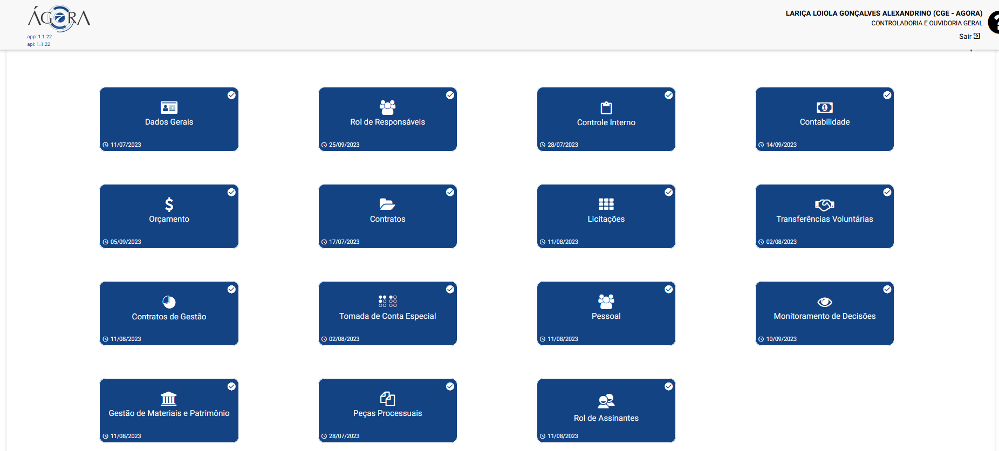 ÁGORA
app: 1.1.22
api: 1.1.22
LARIÇA LOIOLA GONÇALVES ALEXANDRINO (CGE - AGORA)
CONTROLADORIA E OUVIDORIA GERAL
Sair
?
Dados Gerais
11/07/2023
Rol de Responsáveis
25/09/2023
Controle Interno
28/07/2023
Contabilidade
14/09/2023
Orçamento
05/09/2023
Contratos
17/07/2023
Licitações
11/08/2023
Transferências Voluntárias
02/08/2023
Contratos de Gestão
11/08/2023
Tomada de Conta Especial
02/08/2023
Pessoal
11/08/2023
Monitoramento de Decisões
10/09/2023
Gestão de Materiais e Patrimônio
11/08/2023
Peças Processuais
28/07/2023
Rol de Assinantes
11/08/2023